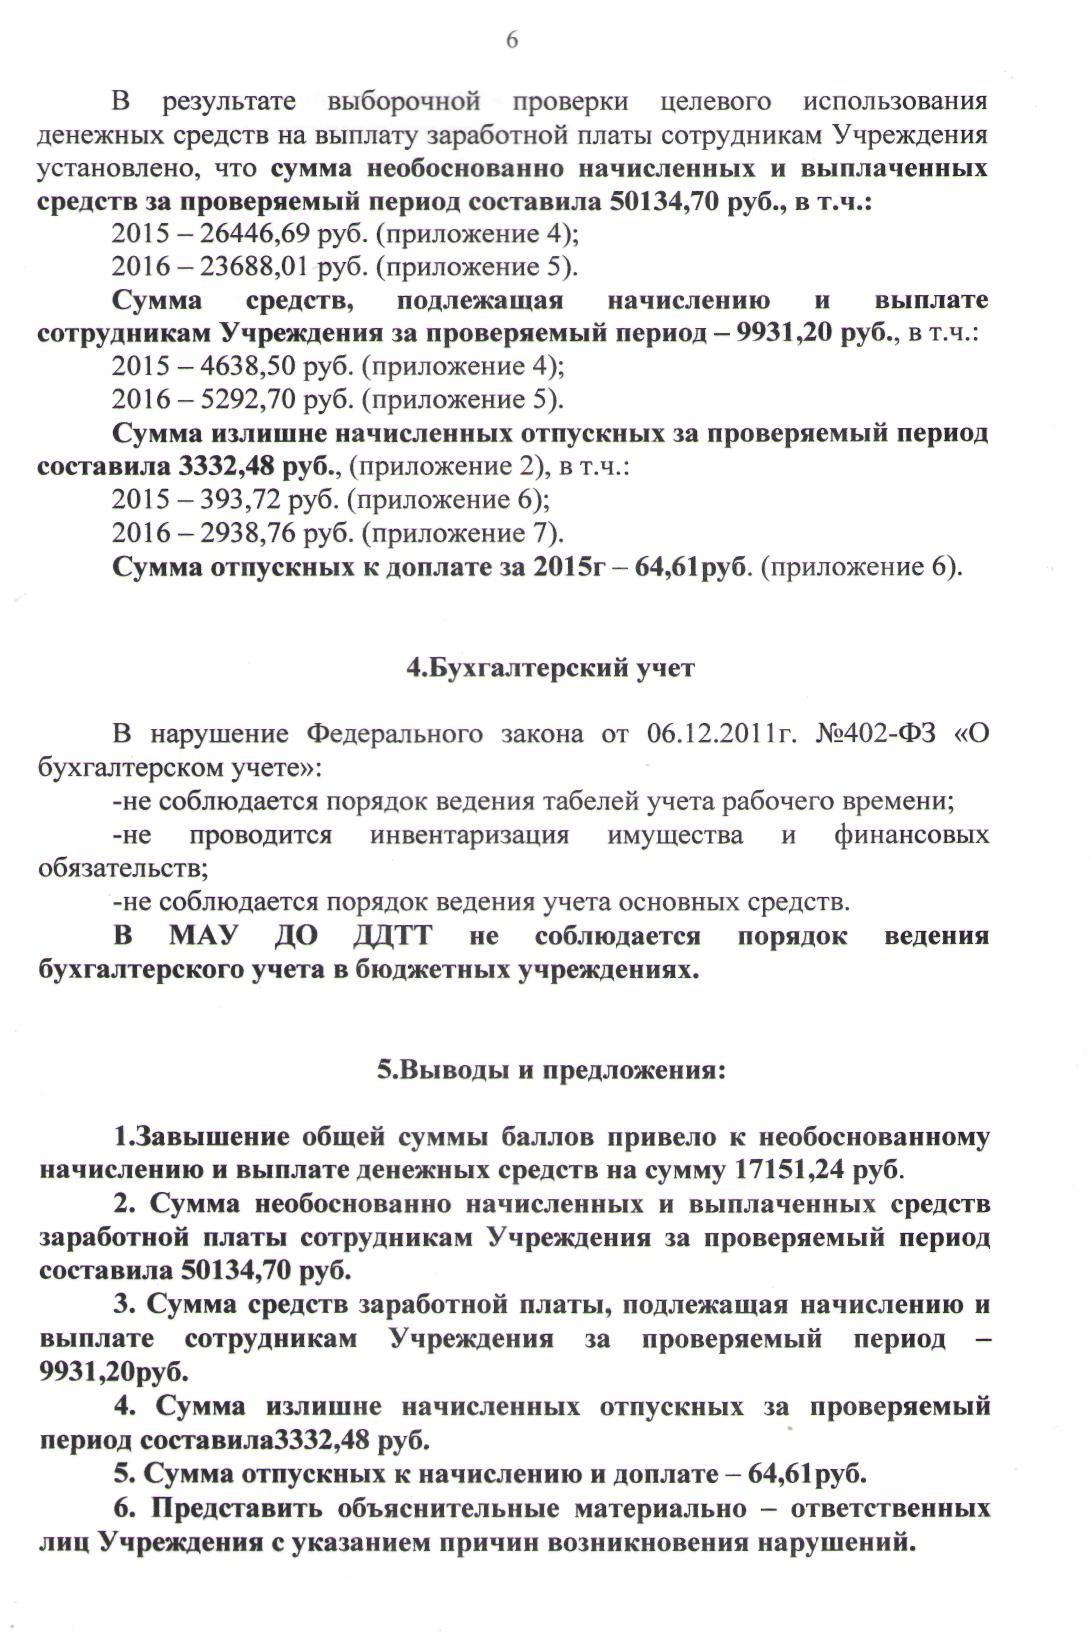 6
В результате выборочной проверки целевого использования
денежных средств на выплату заработной платы сотрудникам Учреждения
установлено, что сумма необоснованно начисленных и выплаченных
средств за проверяемый период составила 50134,70 руб., в т.ч.:
2015 – 26446,69 руб. (приложение 4);
2016 – 23688,01 руб. (приложение 5).
Сумма средств, подлежащая начислению и выплате
сотрудникам Учреждения за проверяемый период – 9931,20 руб., в т.ч.:
2015 – 4638,50 руб. (приложение 4);
2016 – 5292,70 руб. (приложение 5).
Сумма излишне начисленных отпускных за проверяемый период
составила 3332,48 руб., (приложение 2), в т.ч.:
2015 – 393,72 руб. (приложение 6);
2016 – 2938,76 руб. (приложение 7).
Сумма отпускных к доплате за 2015г – 64,61руб. (приложение 6).
4.Бухгалтерский учет
В нарушение Федерального закона от 06.12.2011г. №402-ФЗ «О
бухгалтерском учете»:
-не соблюдается порядок ведения табелей учета рабочего времени;
-не проводится инвентаризация имущества и финансовых
обязательств;
-не соблюдается порядок ведения учета основных средств.
В МАУ ДО ДДТТ не соблюдается порядок ведения
бухгалтерского учета в бюджетных учреждениях.
5.Выводы и предложения:
1.Завышение общей суммы баллов привело к необоснованному
начислению и выплате денежных средств на сумму 17151,24 руб.
2. Сумма необоснованно начисленных и выплаченных средств
заработной платы сотрудникам Учреждения за проверяемый период
составила 50134,70 руб.
3. Сумма средств заработной платы, подлежащая начислению и
выплате сотрудникам Учреждения за проверяемый период –
9931,20руб.
4. Сумма излишне начисленных отпускных за проверяемый
период составила3332,48 руб.
5. Сумма отпускных к начислению и доплате – 64,61руб.
6. Представить объяснительные материально – ответственных
лиц Учреждения с указанием причин возникновения нарушений.